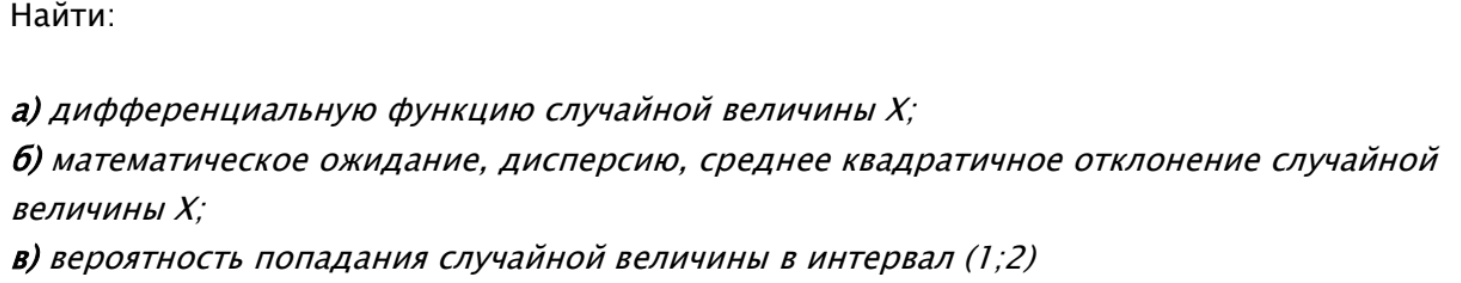 Найти:
а) дифференциальную функцию случайной величины X;
б) математическое ожидание, дисперсию, среднее квадратичное отклонение случайной
величины X;
в) вероятность попадания случайной величины в интервал (1;2)